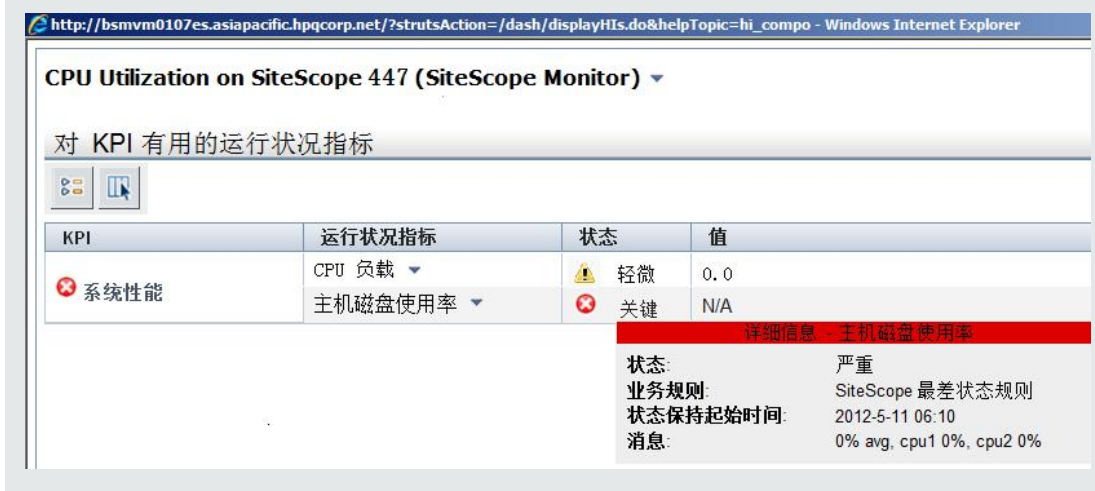 http://bsmvm0107es.asiapacific.hpqcorp.net/?strutsAction=/dash/displayHIs.do&helpTopic=hi_compo - Windows Internet Explorer
CPU Utilization on SiteScope 447 (SiteScope Monitor)
对 KPI 有用的运行状况指标
KPI 运行状况指标 状态 值
系统性能 CPU 负载 轻微 0.0
主机磁盘使用率 关键 N/A
详细信息 - 主机磁盘使用率
状态: 严重
业务规则: SiteScope 最差状态规则
状态保持起始时间: 2012-5-11 06:10
消息: 0% avg, cpu1 0%, cpu2 0%